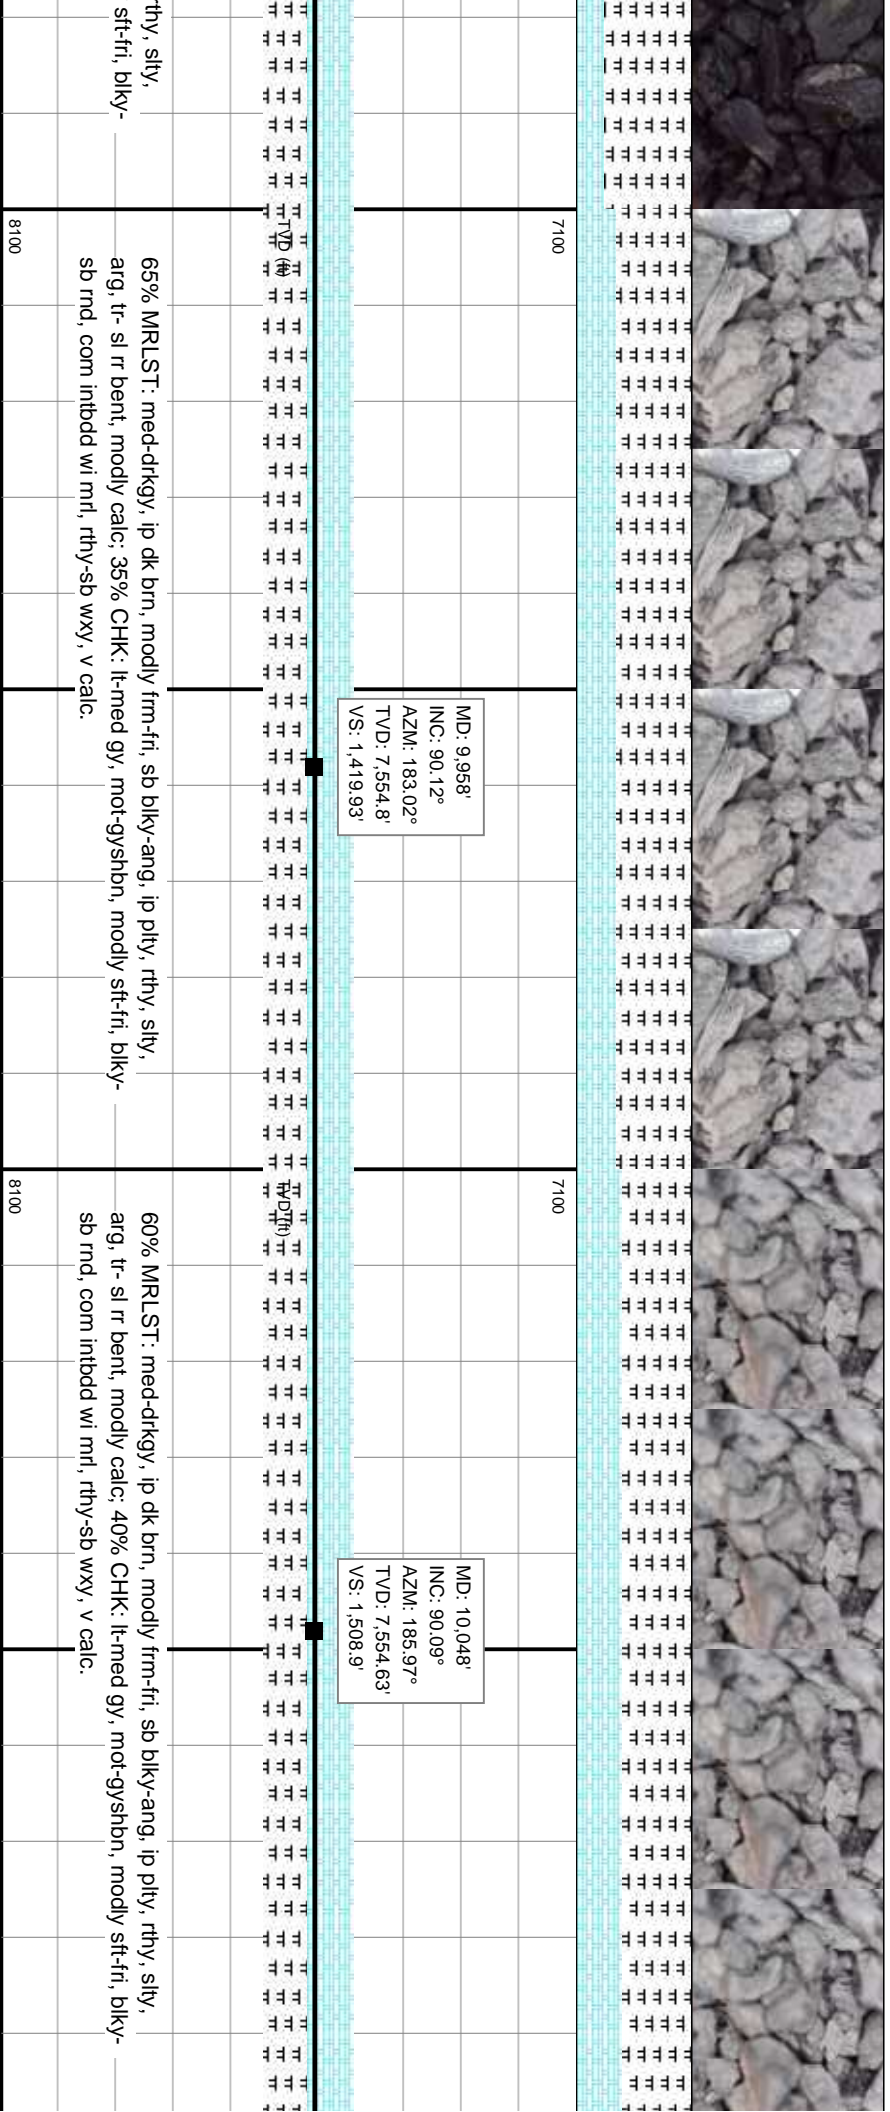 rthy, slty,
sft-fri, blky-
7100
TVD (ft)
8100
65% MRLST: med-drkgy, ip dk brn, modly frm-fri, sb blky-ang, ip plty, rthy, slty,
arg, tr- sl rr bent, modly calc; 35% CHK: lt-med gy, mot-gyshbn, modly sft-fri, blky-
sb rnd, com intbdd wi mrl, rthy-sb wxy, v calc.
MD: 9,958'
INC: 90.12°
AZM: 183.02°
TVD: 7,554.8'
VS: 1,419.93'
7100
TVD (ft)
8100
60% MRLST: med-drkgy, ip dk brn, modly frm-fri, sb blky-ang, ip plty, rthy, slty,
arg, tr- sl rr bent, modly calc; 40% CHK: lt-med gy, mot-gyshbn, modly sft-fri, blky-
sb rnd, com intbdd wi mrl, rthy-sb wxy, v calc.
MD: 10,048'
INC: 90.09°
AZM: 185.97°
TVD: 7,554.63'
VS: 1,508.9'